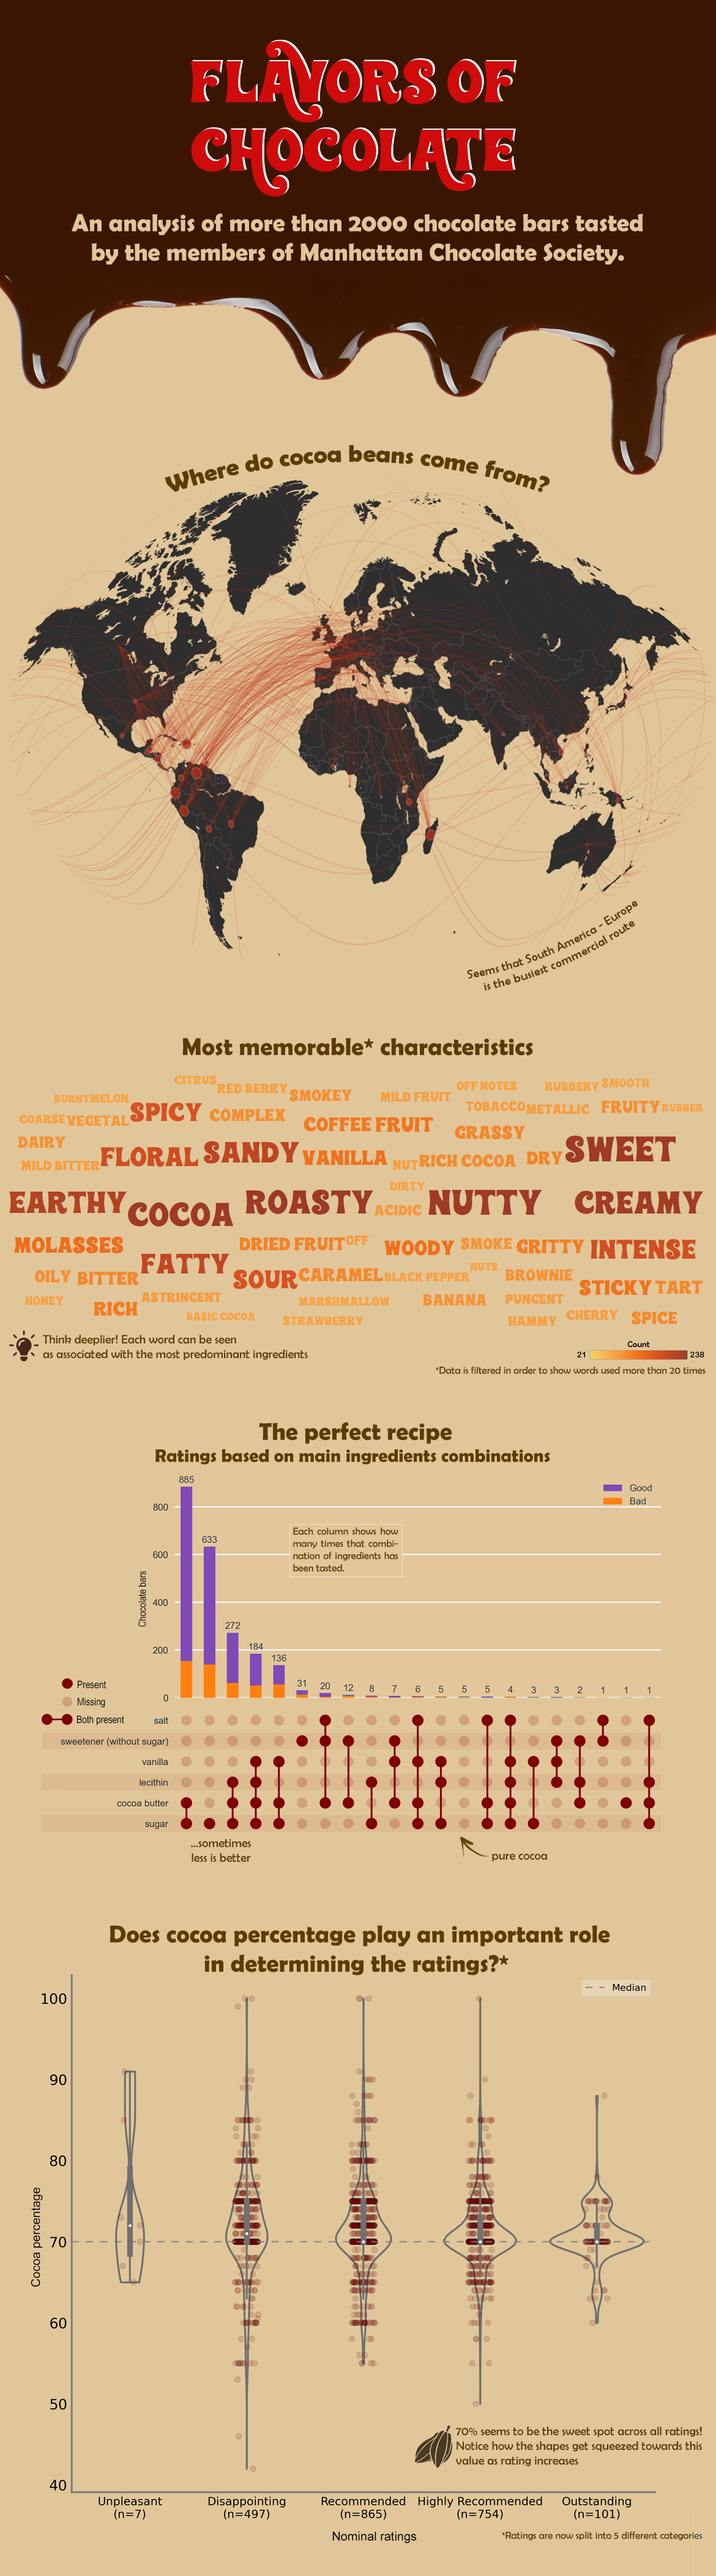 FLAVORS OF
CHOCOLATE
An analysis of more than 2000 chocolate bars tasted
by the members of Manhattan Chocolate Society.
Where do cocoa beans come from?
Seems that South America - Europe
is the busiest commercial route
Most memorable* characteristics
CITRUS RED BERRY SMOKEY MILD FRUIT OFF NOTES RUBBERY SMOOTH
BURNT MELON SPICY COMPLEX TOBACCO METALLIC FRUITY RUBBER
COARSE VEGETAL COFFEE FRUIT GRASSY
DAIRY FLORAL SANDY VANILLA NUT RICH COCOA DRY SWEET
MILD BITTER
EARTHY COCOA ROASTY DIRTY ACIDIC NUTTY CREAMY
MOLASSES DRIED FRUIT OFF WOODY SMOKE GRITTY INTENSE
OILY BITTER FATTY SOUR CARAMEL BLACK PEPPER NUTS BROWNIE STICKY TART
HONEY RICH ASTRINGENT MARSHMALLOW BANANA PUNGENT
BASIC COCOA STRAWBERRY HAMMY CHERRY SPICE
Think deeplier! Each word can be seen
as associated with the most predominant ingredients
Count
21 238
*Data is filtered in order to show words used more than 20 times
The perfect recipe
Ratings based on main ingredients combinations
885
Good
Bad
800
633
Each column shows how
many times that combi-
nation of ingredients has
been tasted.
600
Chocolate bars
400
272
200
184
136
31 20 12 8 7 6 5 5 5 4 3 3 2 1 1 1
0
Present
Missing
Both present
salt
sweetener (without sugar)
vanilla
lecithin
cocoa butter
sugar
...sometimes
less is better
pure cocoa
Does cocoa percentage play an important role
in determining the ratings?*
Median
100
90
80
70
60
50
40
Cocoa percentage
70% seems to be the sweet spot across all ratings!
Notice how the shapes get squeezed towards this
value as rating increases
Unpleasant Disappointing Recommended Highly Recommended Outstanding
(n=7) (n=497) (n=865) (n=754) (n=101)
Nominal ratings
*Ratings are now split into 5 different categories